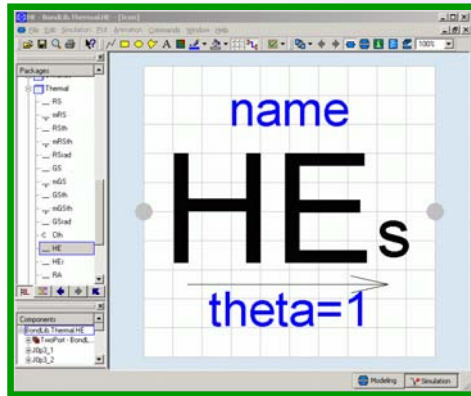 HE - BondLib.Thermal.HE - [Icon]
File Edit Simulation Plot Animation Commands Window Help
100%
Packages
Thermal
RS
mRS
RSth
mRSth
RSrad
GS
mGS
GSth
mGSth
GSrad
C Cth
HE
HEr
RA
name
HEs
theta=1
Components
BondLib.Thermal.HE
TwoPort - BondL
J0p3_1
J0p3_2
Modeling Simulation